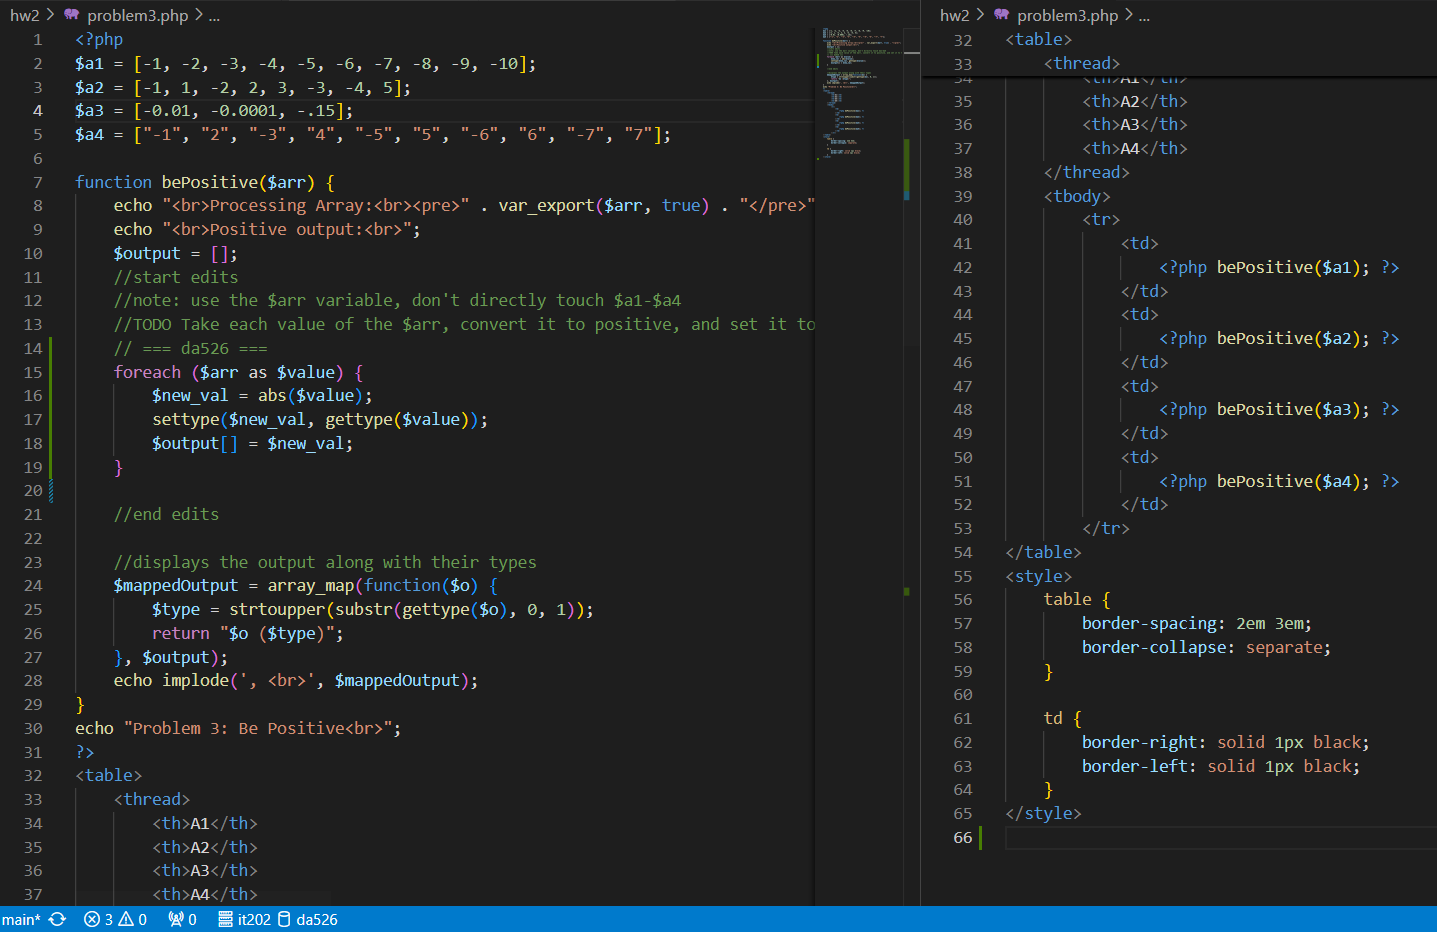 hw2 > problem3.php > ...
1 <?php
2 $a1 = [-1, -2, -3, -4, -5, -6, -7, -8, -9, -10];
3 $a2 = [-1, 1, -2, 2, 3, -3, -4, 5];
4 $a3 = [-0.01, -0.0001, -.15];
5 $a4 = ["-1", "2", "-3", "4", "-5", "5", "-6", "6", "-7", "7"];
6
7 function bePositive($arr) {
8 echo "<br>Processing Array:<br><pre>" . var_export($arr, true) . "</pre>"
9 echo "<br>Positive output:<br>";
10 $output = [];
11 //start edits
12 //note: use the $arr variable, don't directly touch $a1-$a4
13 //TODO Take each value of the $arr, convert it to positive, and set it to
14 // === da526 ===
15 foreach ($arr as $value) {
16 $new_val = abs($value);
17 settype($new_val, gettype($value));
18 $output[] = $new_val;
19 }
20
21 //end edits
22
23 //displays the output along with their types
24 $mappedOutput = array_map(function($o) {
25 $type = strtoupper(substr(gettype($o), 0, 1));
26 return "$o ($type)";
27 }, $output);
28 echo implode(', <br>', $mappedOutput);
29 }
30 echo "Problem 3: Be Positive<br>";
31 ?>
32 <table>
33 <thread>
34 <th>A1</th>
35 <th>A2</th>
36 <th>A3</th>
37 <th>A4</th>
hw2 > problem3.php > ...
32 <table>
33 <thread>
34 <th>A1</th>
35 <th>A2</th>
36 <th>A3</th>
37 <th>A4</th>
38 </thread>
39 <tbody>
40 <tr>
41 <td>
42 <?php bePositive($a1); ?>
43 </td>
44 <td>
45 <?php bePositive($a2); ?>
46 </td>
47 <td>
48 <?php bePositive($a3); ?>
49 </td>
50 <td>
51 <?php bePositive($a4); ?>
52 </td>
53 </tr>
54 </table>
55 <style>
56 table {
57 border-spacing: 2em 3em;
58 border-collapse: separate;
59 }
60
61 td {
62 border-right: solid 1px black;
63 border-left: solid 1px black;
64 }
65 </style>
66
main* 3 0 0 it202 da526